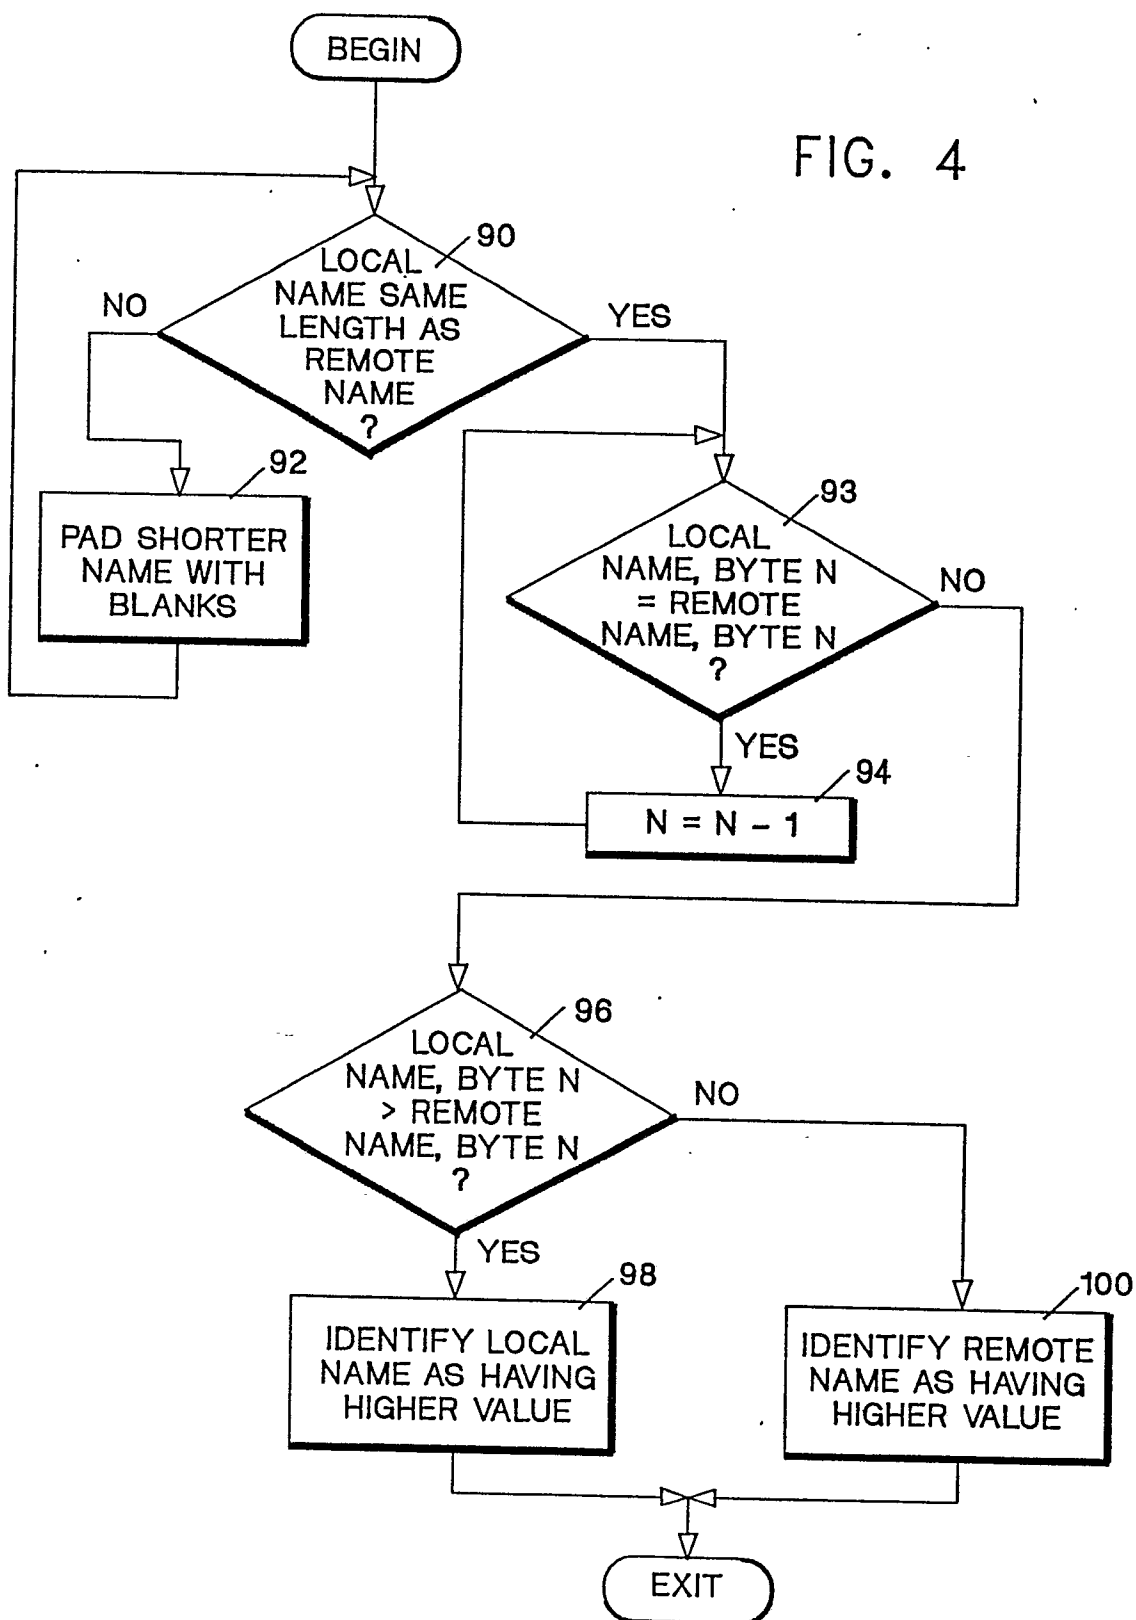 BEGIN
FIG. 4
90
LOCAL
NAME SAME
LENGTH AS
REMOTE
NAME
?
NO
YES
92
PAD SHORTER
NAME WITH
BLANKS
93
LOCAL
NAME, BYTE N
= REMOTE
NAME, BYTE N
?
NO
YES
94
N = N - 1
96
LOCAL
NAME, BYTE N
> REMOTE
NAME, BYTE N
?
NO
YES
98
IDENTIFY LOCAL
NAME AS HAVING
HIGHER VALUE
100
IDENTIFY REMOTE
NAME AS HAVING
HIGHER VALUE
EXIT